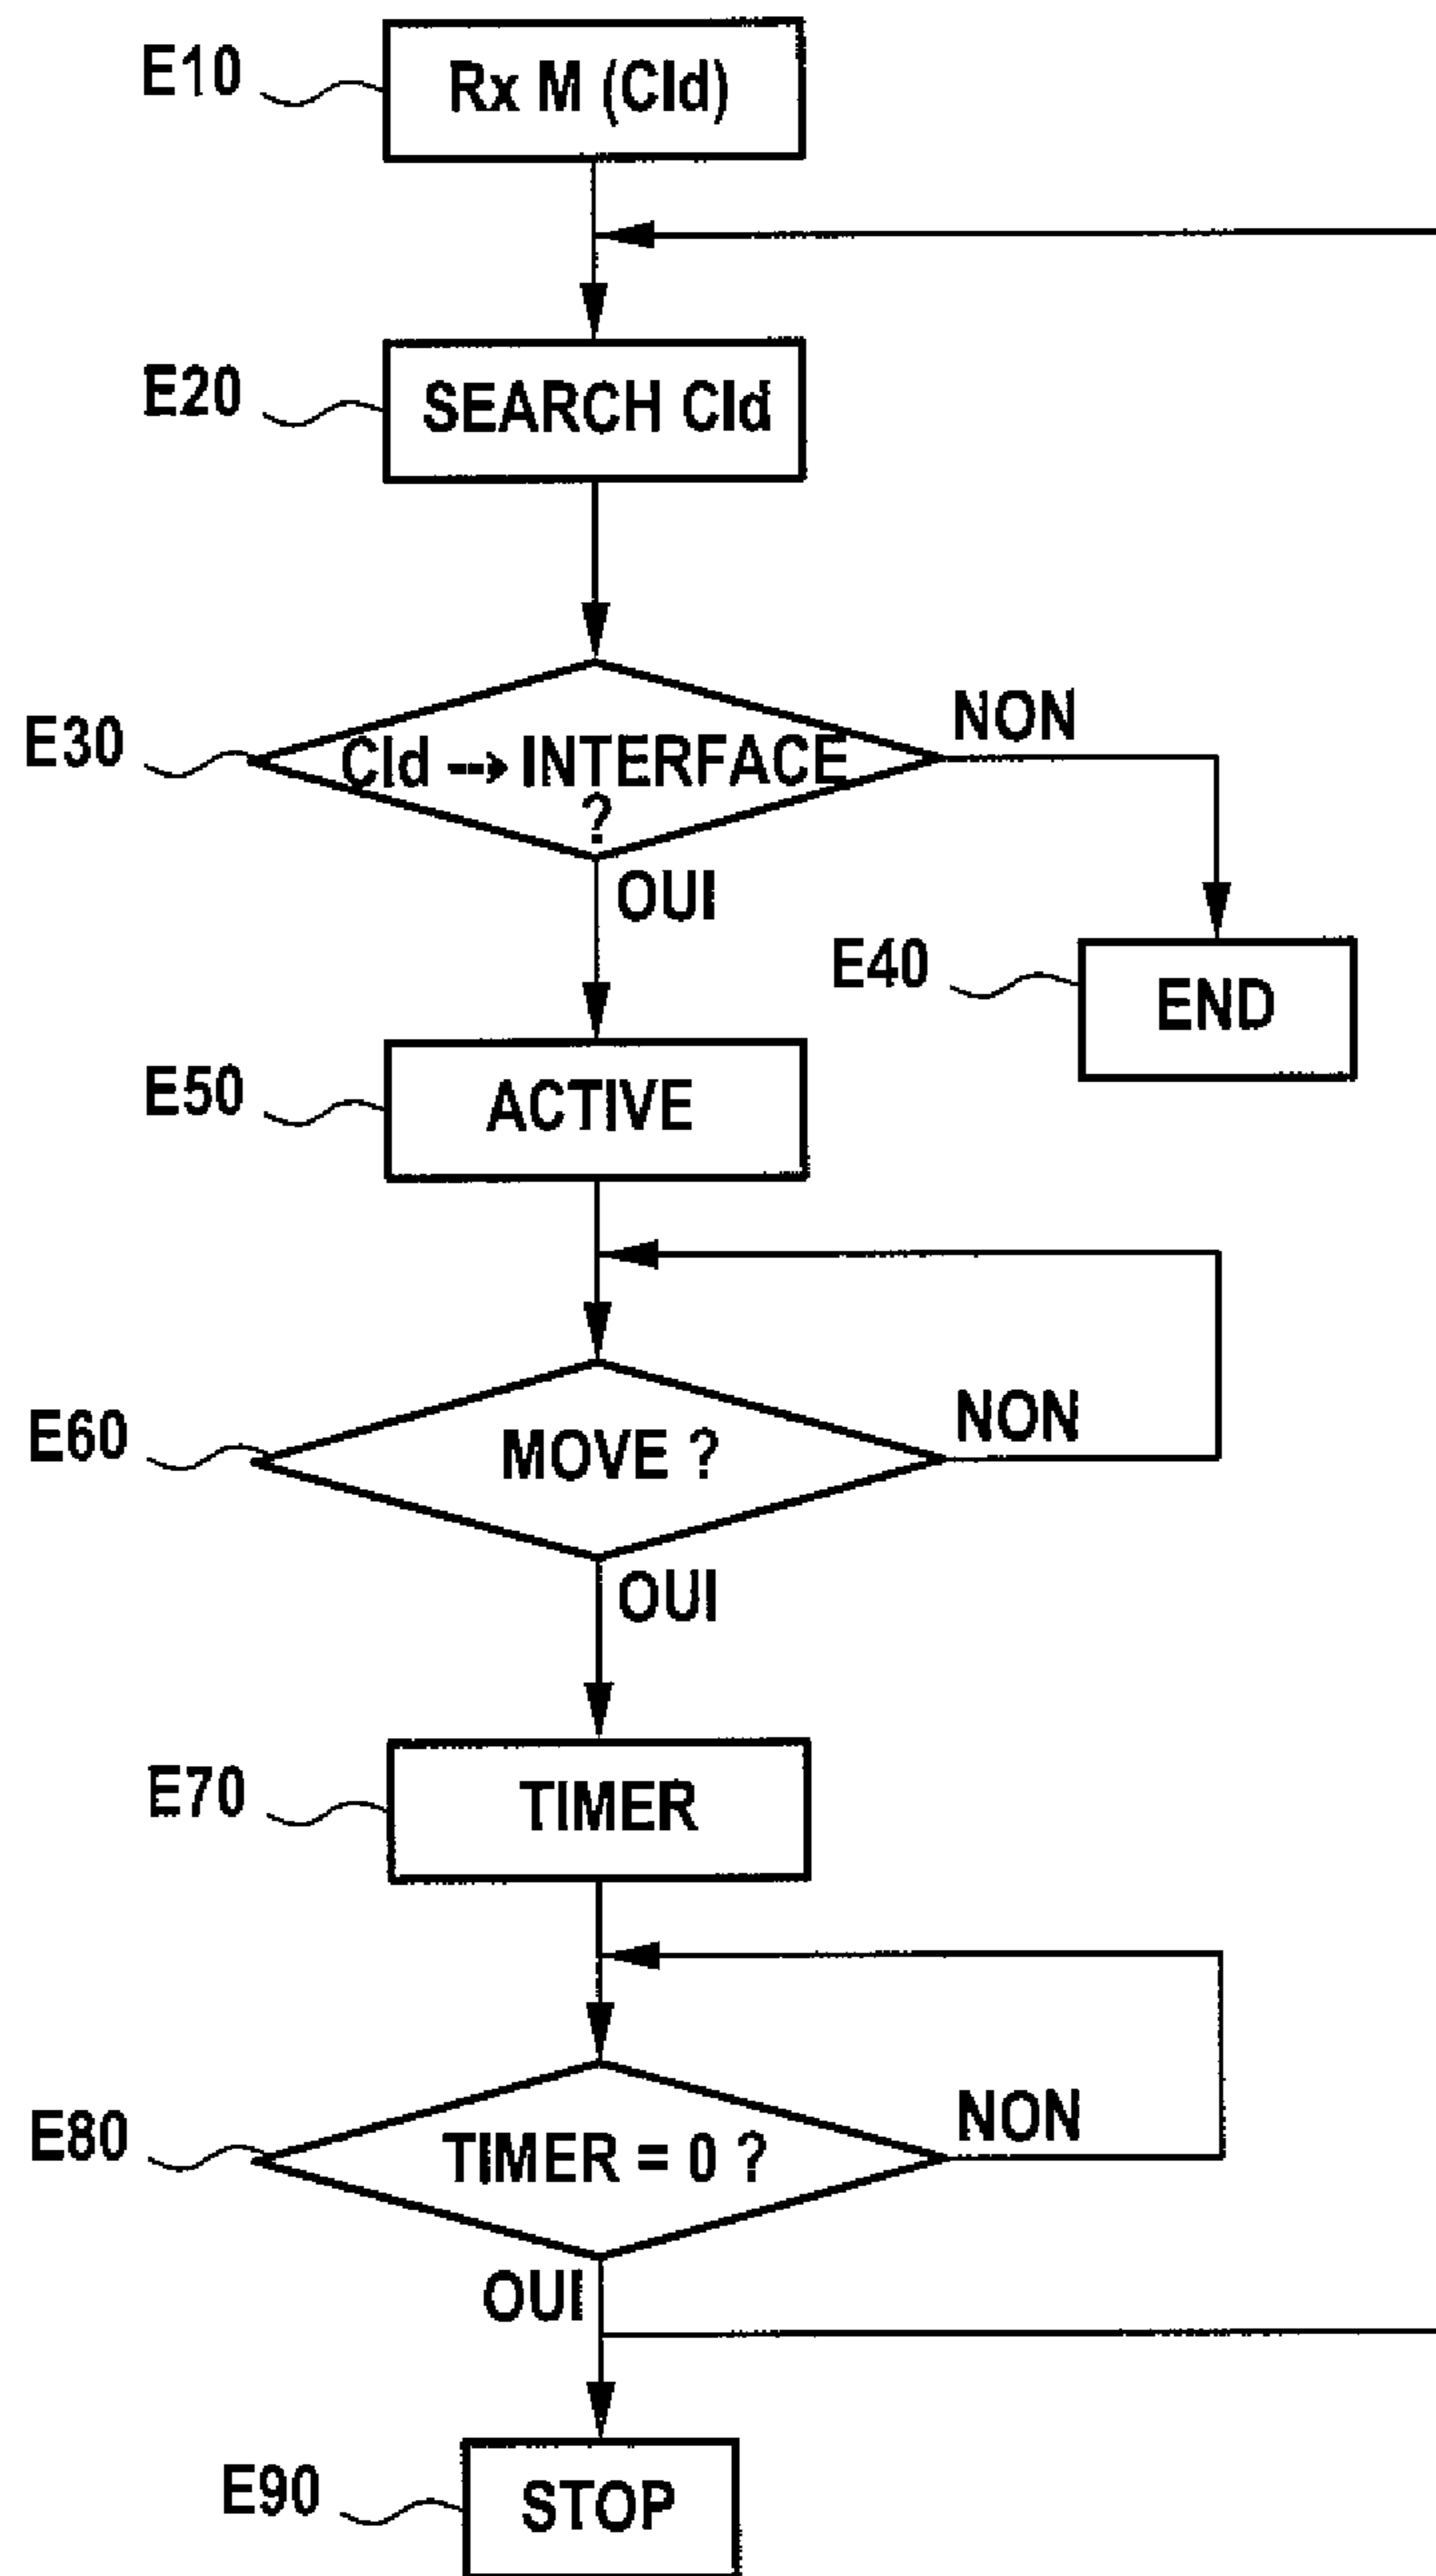 E10
Rx M (CId)
E20
SEARCH CId
E30
CId --→ INTERFACE
?
NON
OUI
E40
END
E50
ACTIVE
E60
MOVE ?
NON
OUI
E70
TIMER
E80
TIMER = 0 ?
NON
OUI
E90
STOP